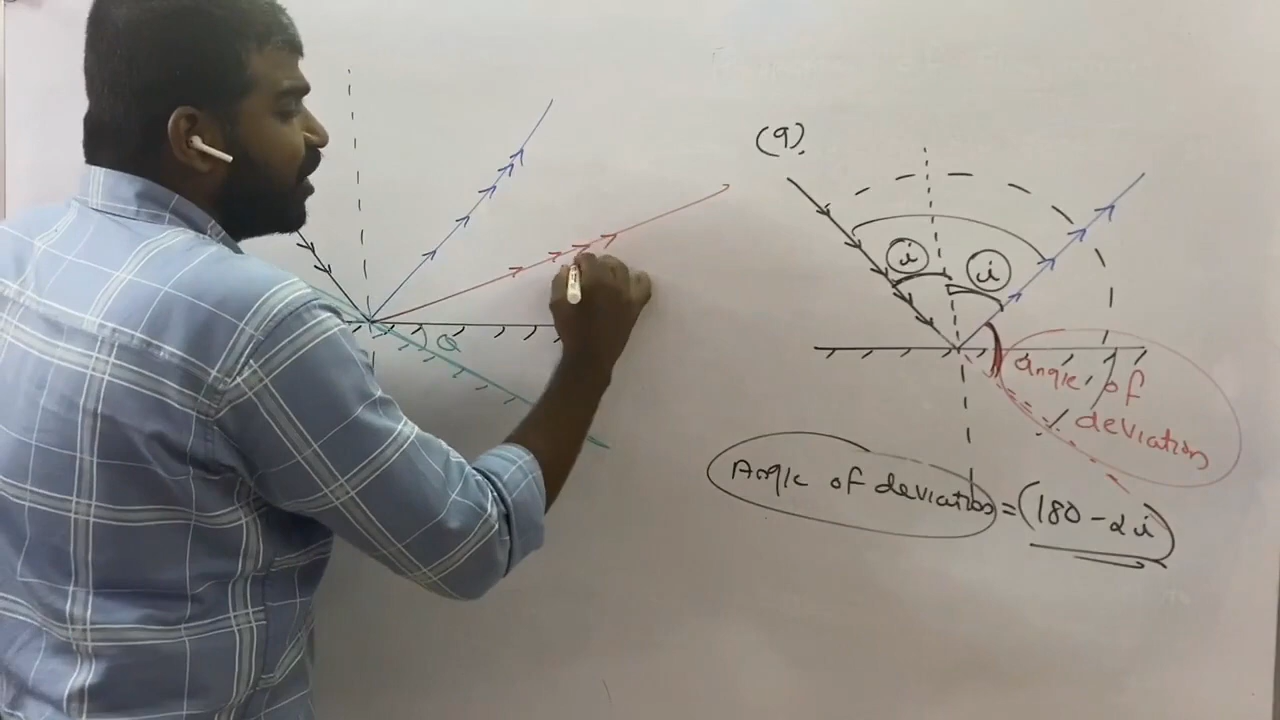 (9).
i i
θ
angle of
deviation
Angle of deviation = (180 - 2i)